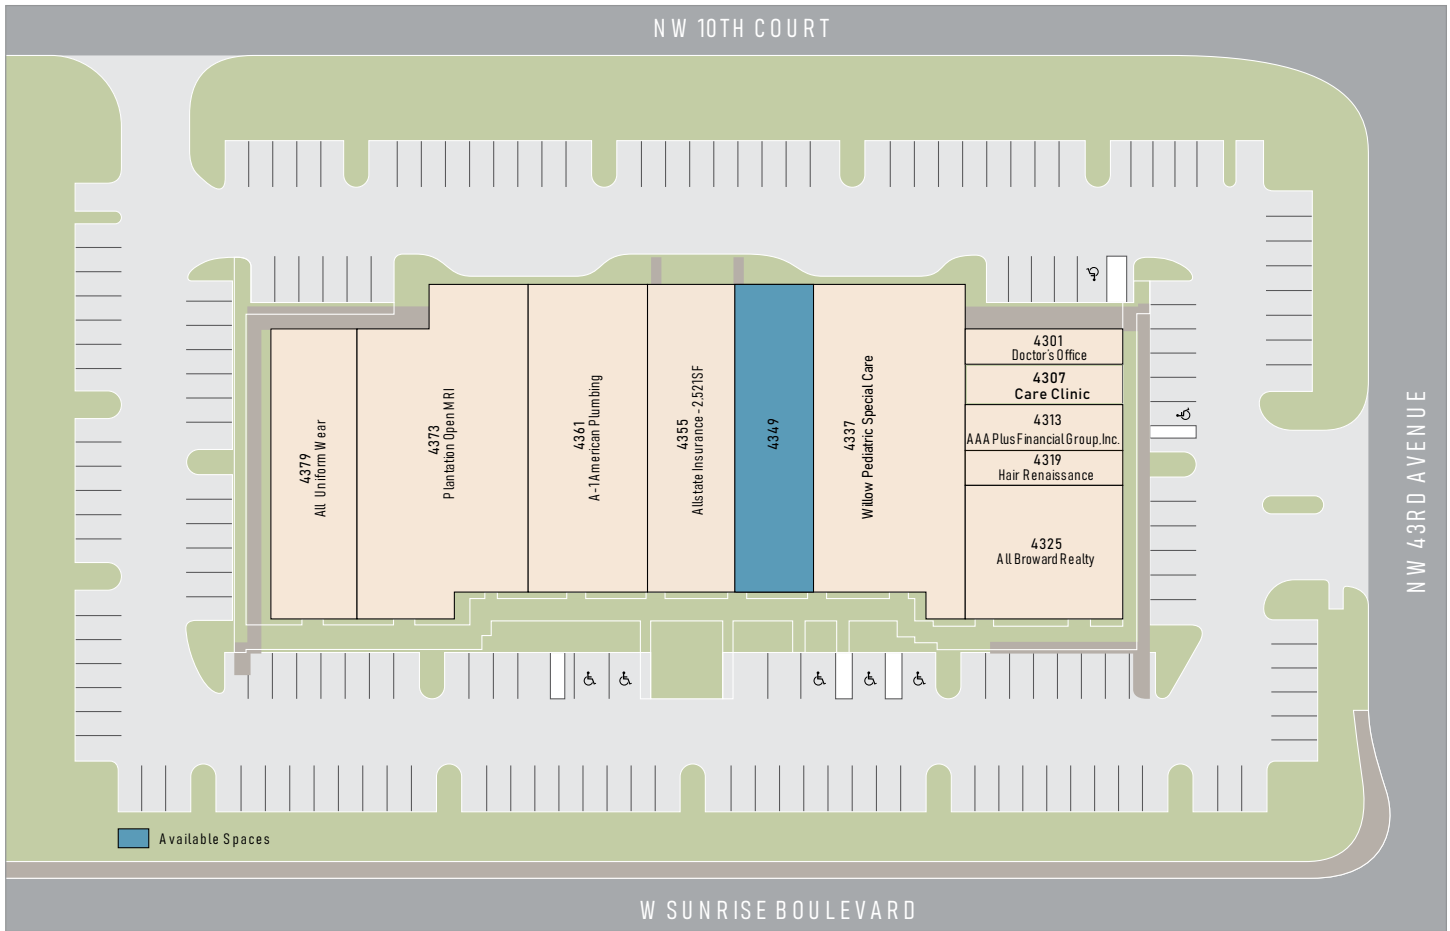 NW 10TH COURT
4379
All Uniform Wear
4373
Plantation Open MRI
4361
A-1 American Plumbing
4355
Allstate Insurance - 2,521SF
4349
4337
Willow Pediatric Special Care
4301
Doctor's Office
4307
Care Clinic
4313
AAA Plus Financial Group,Inc.
4319
Hair Renaissance
4325
All Broward Realty
NW 43RD AVENUE
Available Spaces
W SUNRISE BOULEVARD